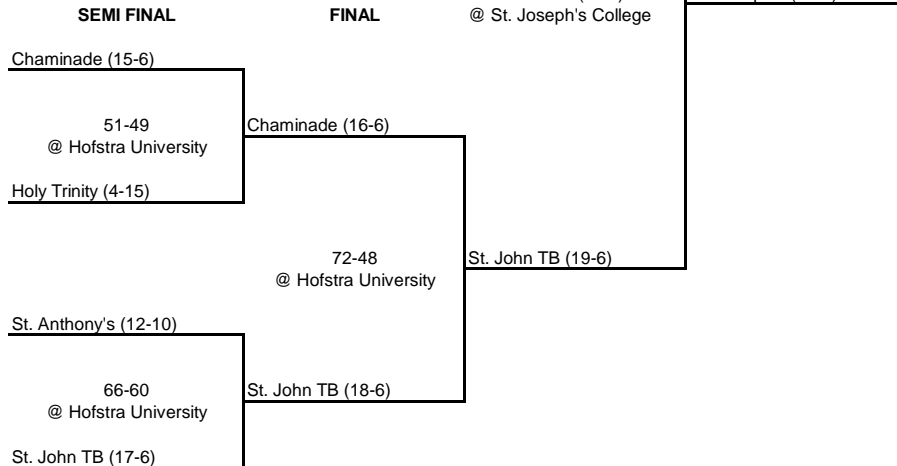 SEMI FINAL
FINAL
@ St. Joseph's College
Chaminade (15-6)
51-49
@ Hofstra University
Chaminade (16-6)
Holy Trinity (4-15)
72-48
@ Hofstra University
St. John TB (19-6)
St. Anthony's (12-10)
66-60
@ Hofstra University
St. John TB (18-6)
St. John TB (17-6)